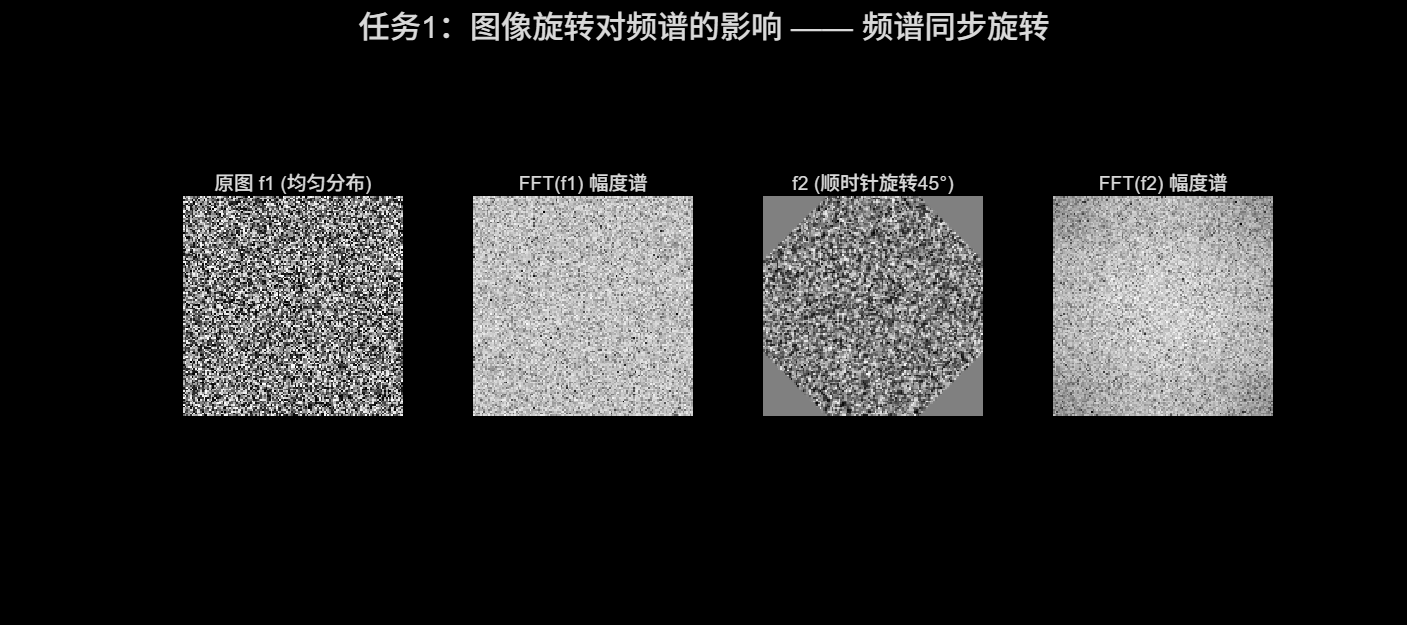 任务1：图像旋转对频谱的影响 —— 频谱同步旋转
原图 f1 (均匀分布)
FFT(f1) 幅度谱
f2 (顺时针旋转45°)
FFT(f2) 幅度谱